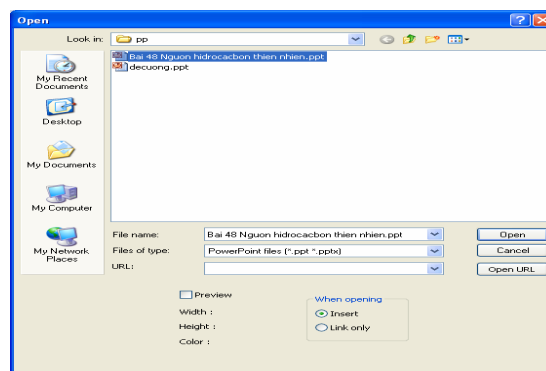 Open
Look in:
pp
My Recent
Documents
Desktop
My Documents
My Computer
My Network
Places
Bai 48 Nguon hidrocacbon thien nhien.ppt
decuong.ppt
File name:
Bai 48 Nguon hidrocacbon thien nhien.ppt
Open
Files of type:
PowerPoint files (*.ppt *.pptx)
Cancel
URL:
Open URL
Preview
When opening
Width :
Insert
Height :
Link only
Color :